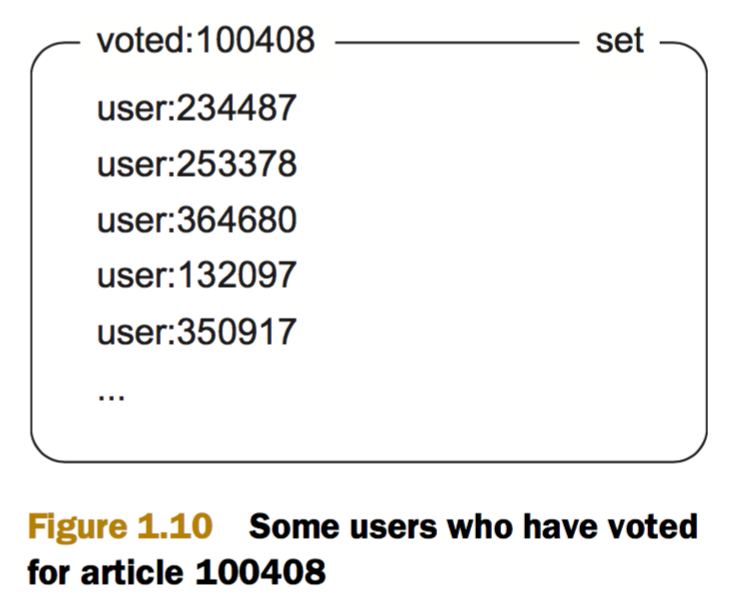 voted:100408 set
user:234487
user:253378
user:364680
user:132097
user:350917
...
Figure 1.10 Some users who have voted
for article 100408